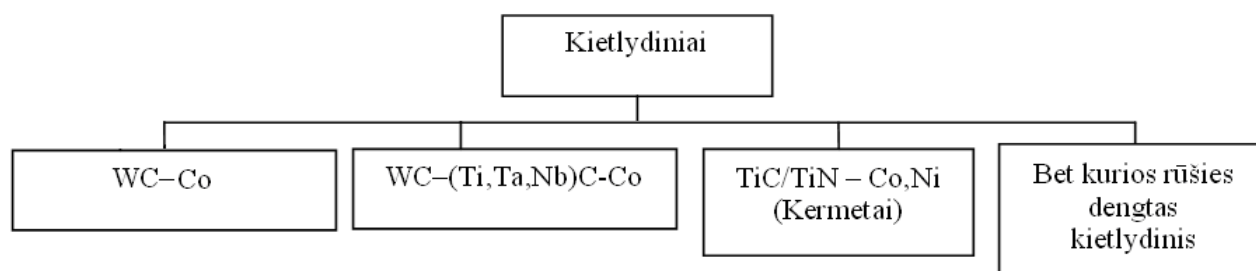 Kietlydiniai
WC–Co
WC–(Ti,Ta,Nb)C-Co
TiC/TiN – Co,Ni
(Kermetai)
Bet kurios rūšies
dengtas
kietlydinis